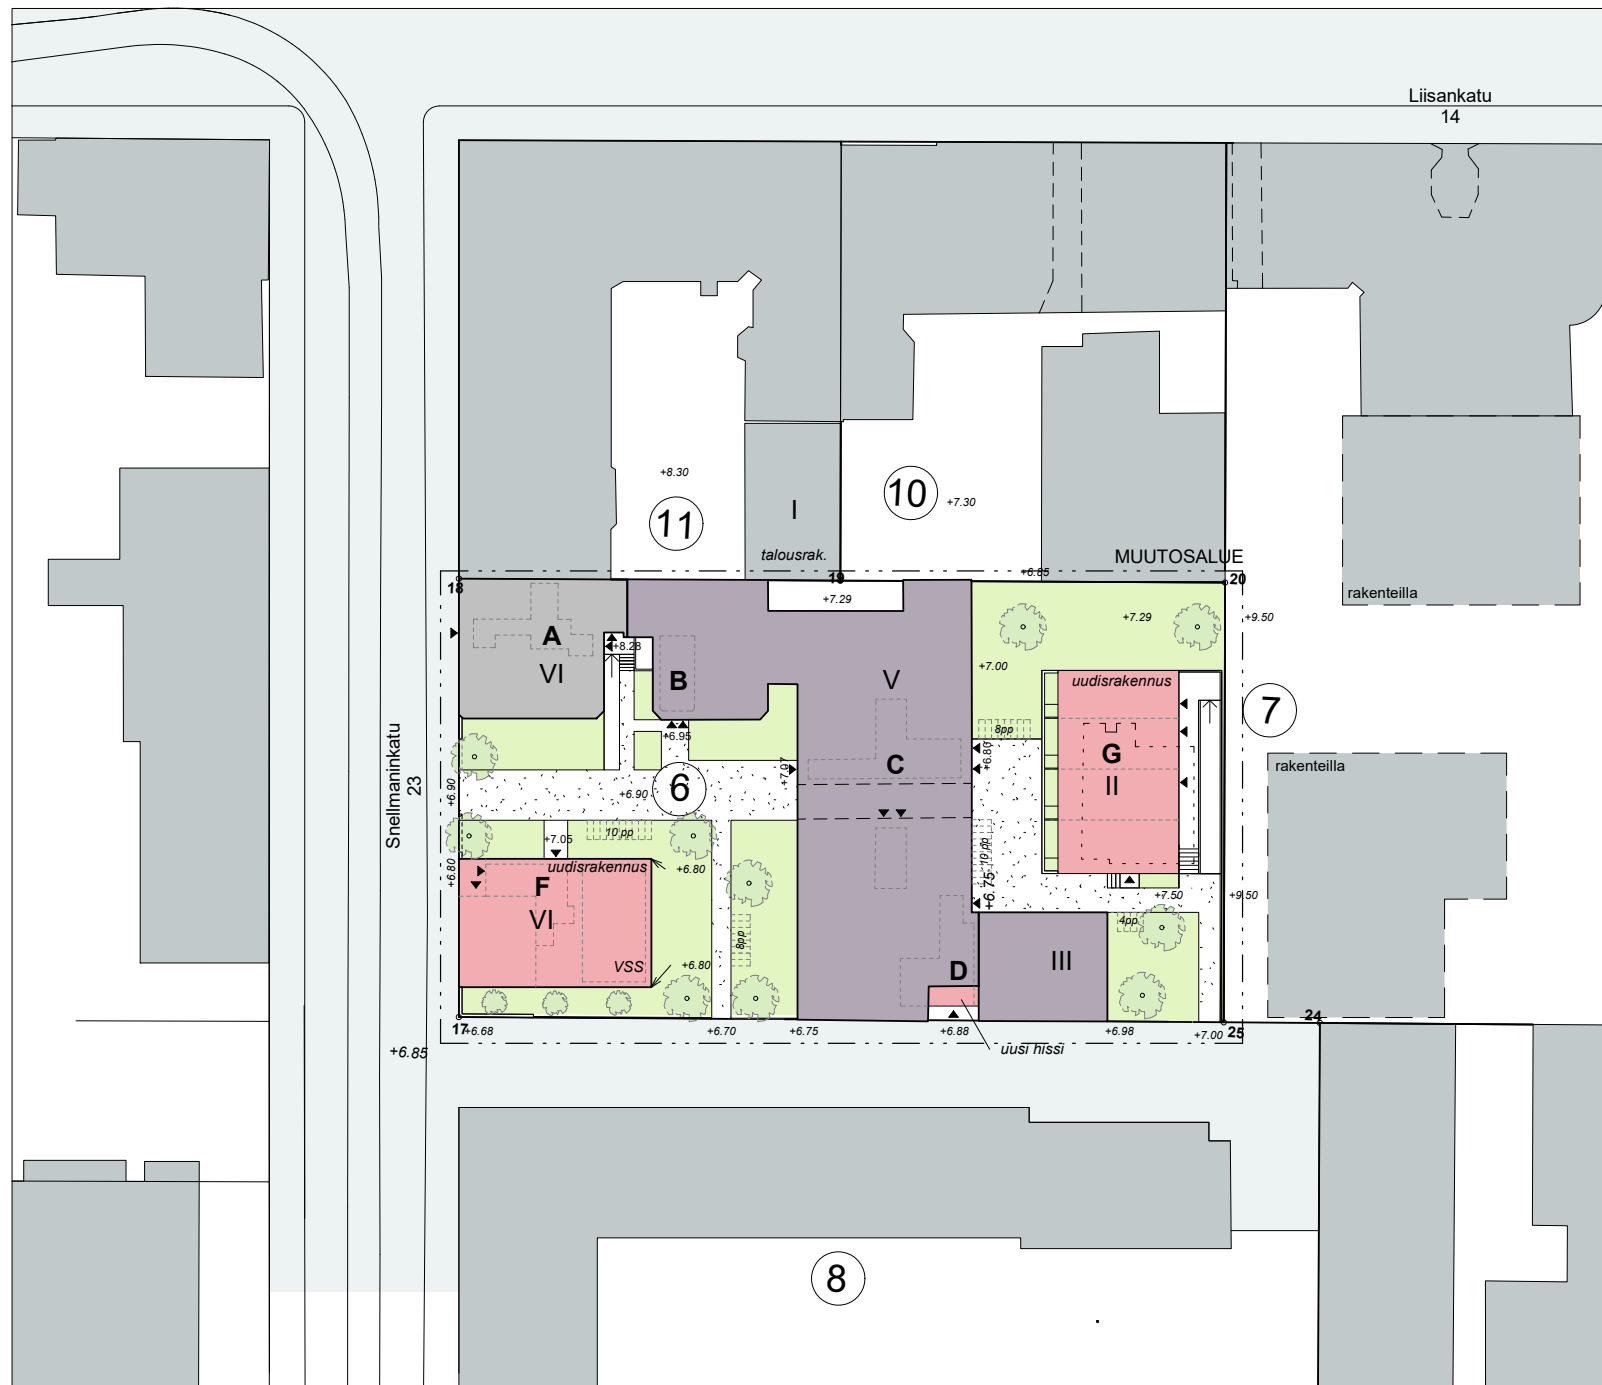 Liisankatu
14
+8.30
11
10
+7.30
I
talousrak.
MUUTOSALUE
rakenteilla
18
19
+6.85
20
+7.29
A
VI
+8.28
B
V
+7.29
+9.50
+7.00
uudisrakennus
7
Snellmaninkatu
23
+6.95
8pp
+6.80
G
II
rakenteilla
C
+7.97
+6.90
6
+6.90
+7.05
10 pp
uudisrakennus
+6.80
+6.80
10 pp
+6.75
F
VI
+7.50
+9.50
8pp
4pp
VSS
+6.80
D
III
17
+6.68
+6.70
+6.75
+6.88
+6.98
+7.00
25
24
+6.85
uusi hissi
8